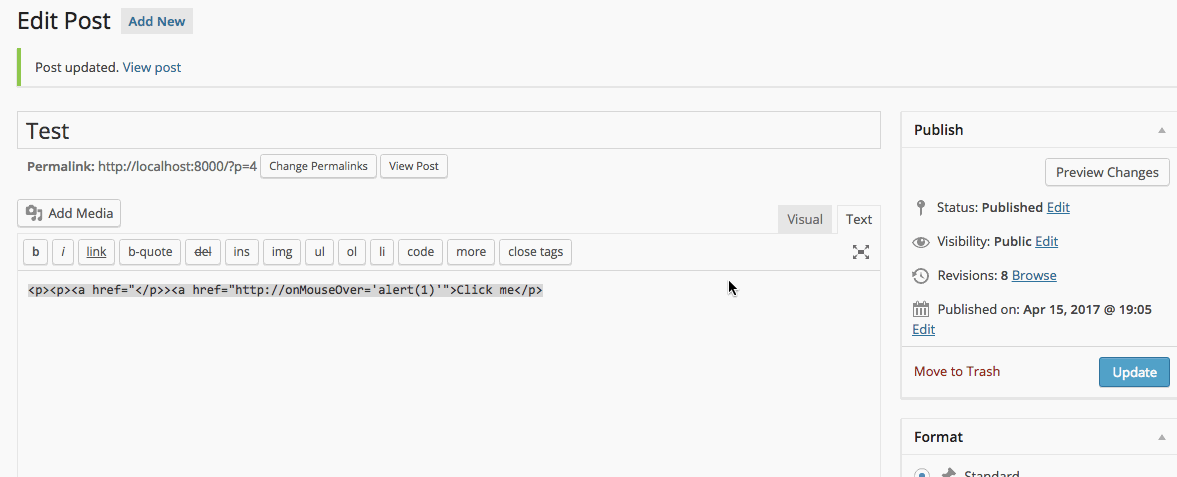 Edit Post Add New
Post updated. View post
Test
Permalink: http://localhost:8000/?p=4 Change Permalinks View Post
Add Media
Visual Text
b i link b-quote del ins img ul ol li code more close tags
<p><p><a href="</p>><a href="http://onMouseOver='alert(1)'">Click me</p>
Publish
Preview Changes
Status: Published Edit
Visibility: Public Edit
Revisions: 8 Browse
Published on: Apr 15, 2017 @ 19:05
Edit
Move to Trash Update
Format
Standard